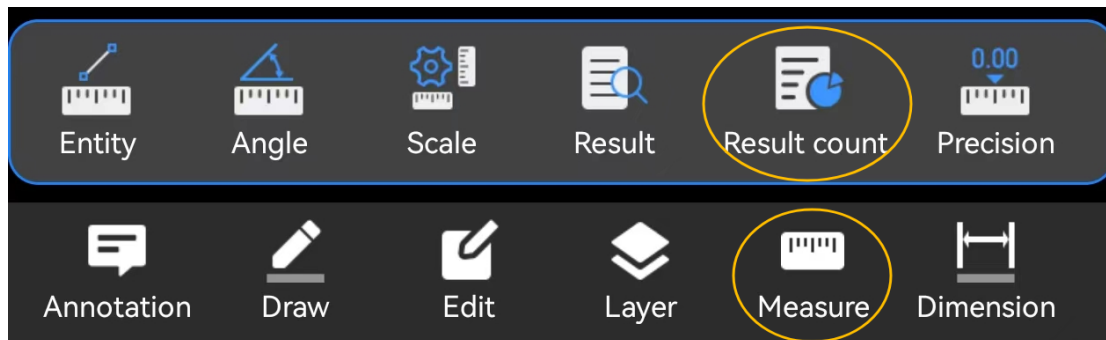 0.00
Entity Angle Scale Result Result count Precision
Annotation Draw Edit Layer Measure Dimension